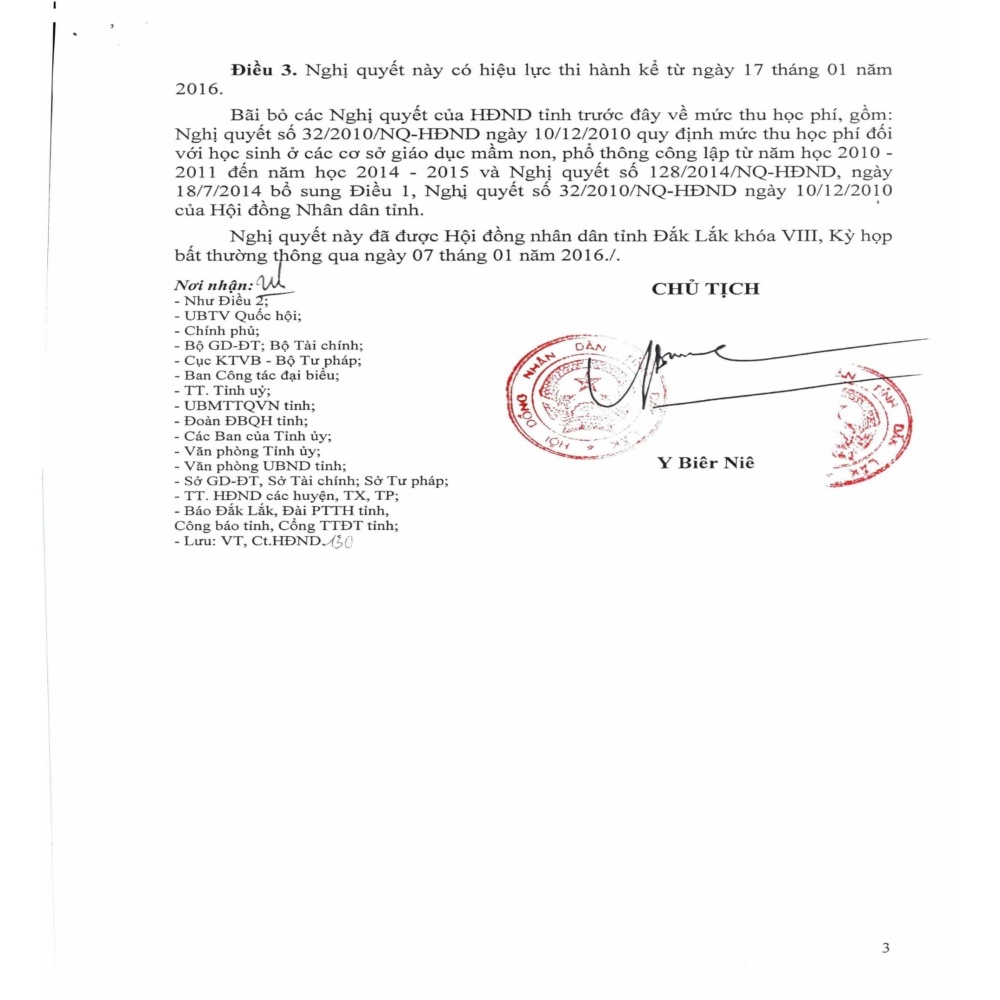 Điều 3. Nghị quyết này có hiệu lực thi hành kể từ ngày 17 tháng 01 năm
2016.
Bãi bỏ các Nghị quyết của HĐND tỉnh trước đây về mức thu học phí, gồm:
Nghị quyết số 32/2010/NQ-HĐND ngày 10/12/2010 quy định mức thu học phí đối
với học sinh ở các cơ sở giáo dục mầm non, phổ thông công lập từ năm học 2010 -
2011 đến năm học 2014 - 2015 và Nghị quyết số 128/2014/NQ-HĐND, ngày
18/7/2014 bổ sung Điều 1, Nghị quyết số 32/2010/NQ-HĐND ngày 10/12/2010
của Hội đồng Nhân dân tỉnh.
Nghị quyết này đã được Hội đồng nhân dân tỉnh Đắk Lắk khóa VIII, Kỳ họp
bất thường thông qua ngày 07 tháng 01 năm 2016./.
Nơi nhận:
- Như Điều 2;
- UBTV Quốc hội;
- Chính phủ;
- Bộ GD-ĐT; Bộ Tài chính;
- Cục KTVB - Bộ Tư pháp;
- Ban Công tác đại biểu;
- TT. Tỉnh uỷ;
- UBMTTQVN tỉnh;
- Đoàn ĐBQH tỉnh;
- Các Ban của Tỉnh ủy;
- Văn phòng Tỉnh ủy;
- Văn phòng UBND tỉnh;
- Sở GD-ĐT, Sở Tài chính; Sở Tư pháp;
- TT. HĐND các huyện, TX, TP;
- Báo Đắk Lắk, Đài PTTH tỉnh,
Công báo tỉnh, Cổng TTĐT tỉnh;
- Lưu: VT, Ct.HĐND.130
CHỦ TỊCH
HỘI ĐỒNG NHÂN DÂN
TỈNH ĐẮK LẮK
Y Biêr Niê
3